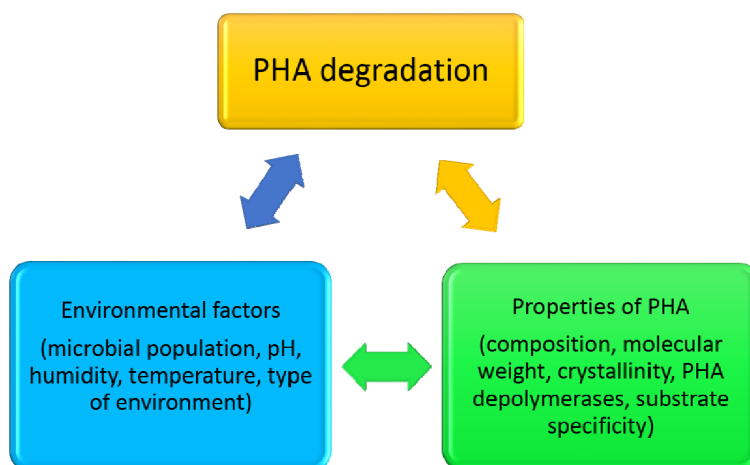 PHA degradation
Environmental factors
(microbial population, pH,
humidity, temperature, type
of environment)
Properties of PHA
(composition, molecular
weight, crystallinity, PHA
depolymerases, substrate
specificity)